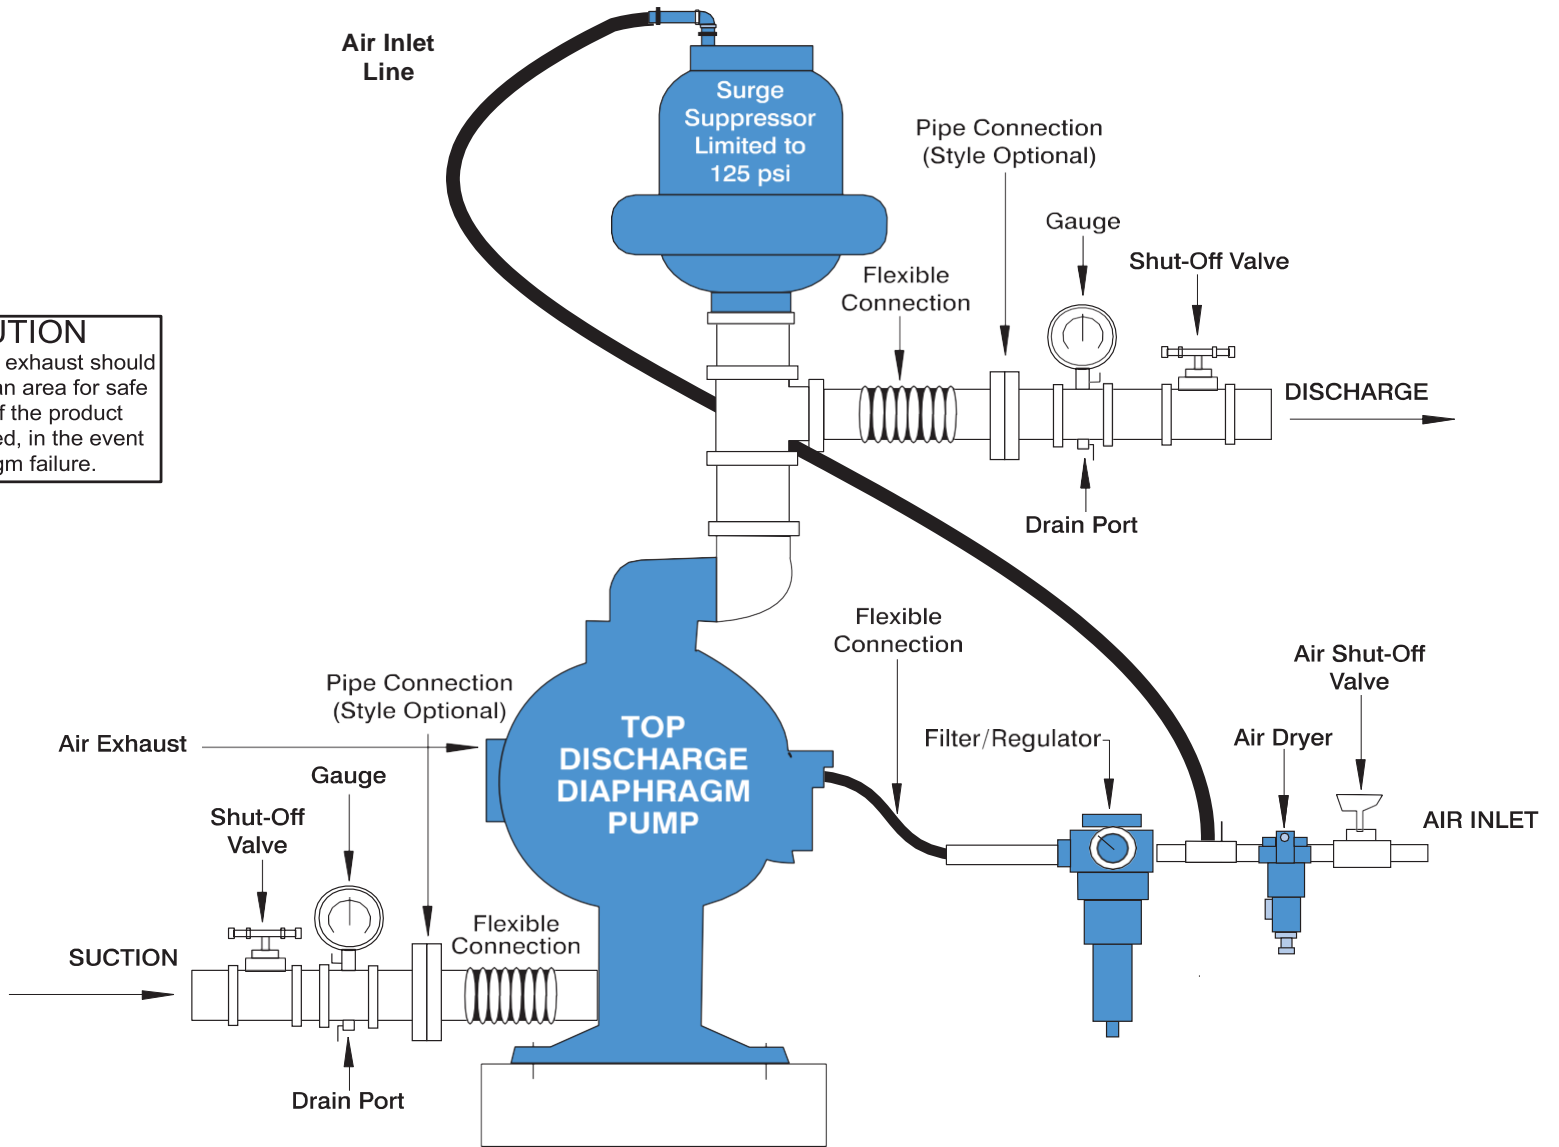 Air Inlet
Line
Surge
Suppressor
Limited to
125 psi
Pipe Connection
(Style Optional)
Gauge
Shut-Off Valve
Flexible
Connection
DISCHARGE
Drain Port
UTION
exhaust should
an area for safe
f the product
ed, in the event
gm failure.
Flexible
Connection
Air Shut-Off
Valve
Pipe Connection
(Style Optional)
Air Exhaust
TOP
DISCHARGE
DIAPHRAGM
PUMP
Filter/Regulator
Air Dryer
AIR INLET
Gauge
Shut-Off
Valve
Flexible
Connection
SUCTION
Drain Port